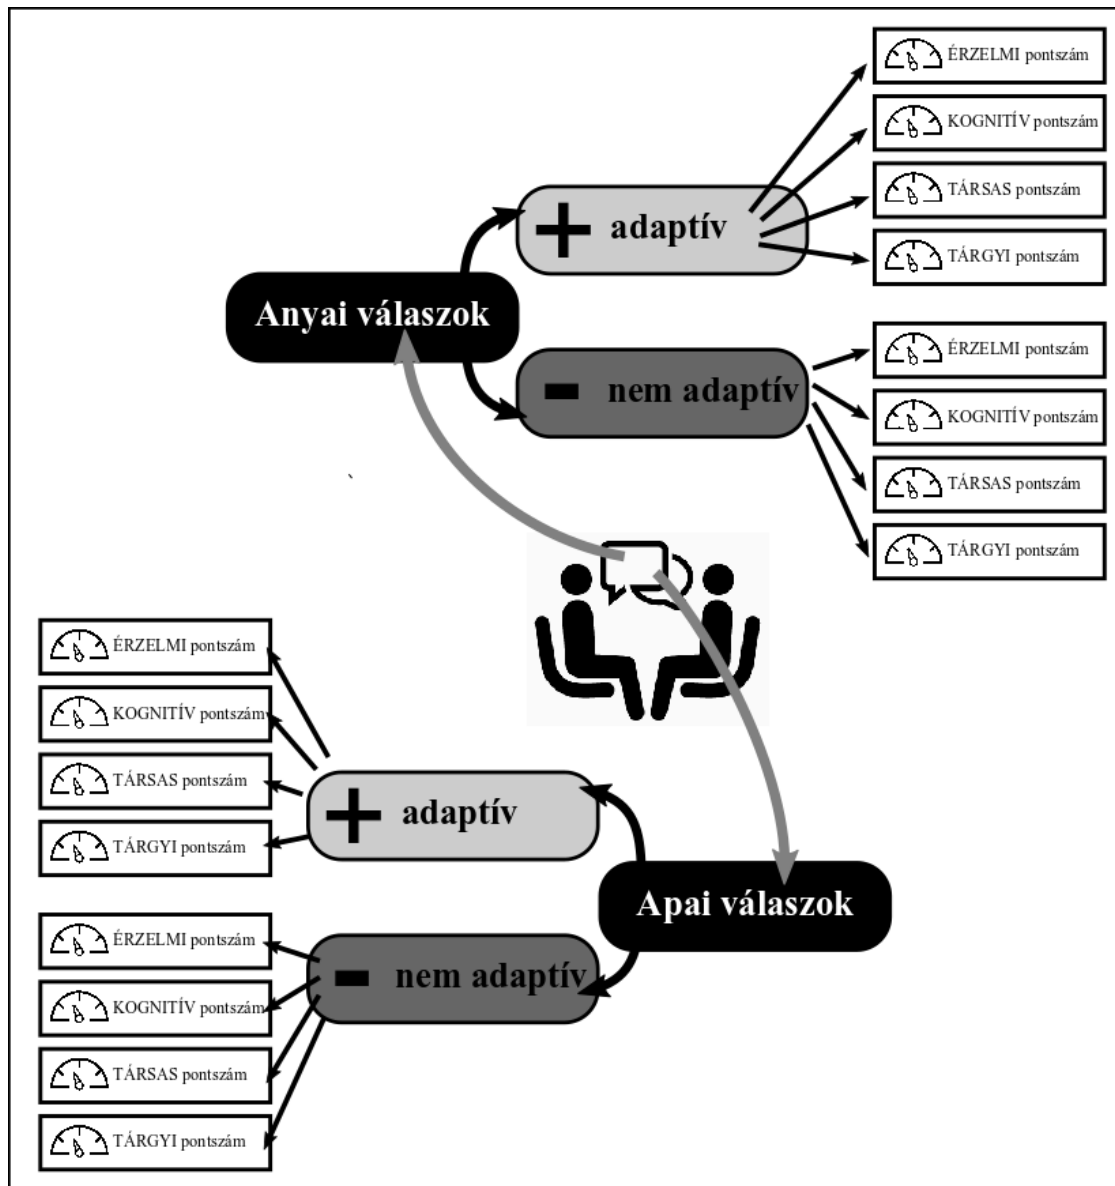 ÉRZELMI pontszám
KOGNITÍV pontszám
TÁRSAS pontszám
TÁRGYI pontszám
+ adaptív
Anyai válaszok
- nem adaptív
ÉRZELMI pontszám
KOGNITÍV pontszám
TÁRSAS pontszám
TÁRGYI pontszám
ÉRZELMI pontszám
KOGNITÍV pontszám
TÁRSAS pontszám
TÁRGYI pontszám
+ adaptív
Apai válaszok
- nem adaptív
ÉRZELMI pontszám
KOGNITÍV pontszám
TÁRSAS pontszám
TÁRGYI pontszám